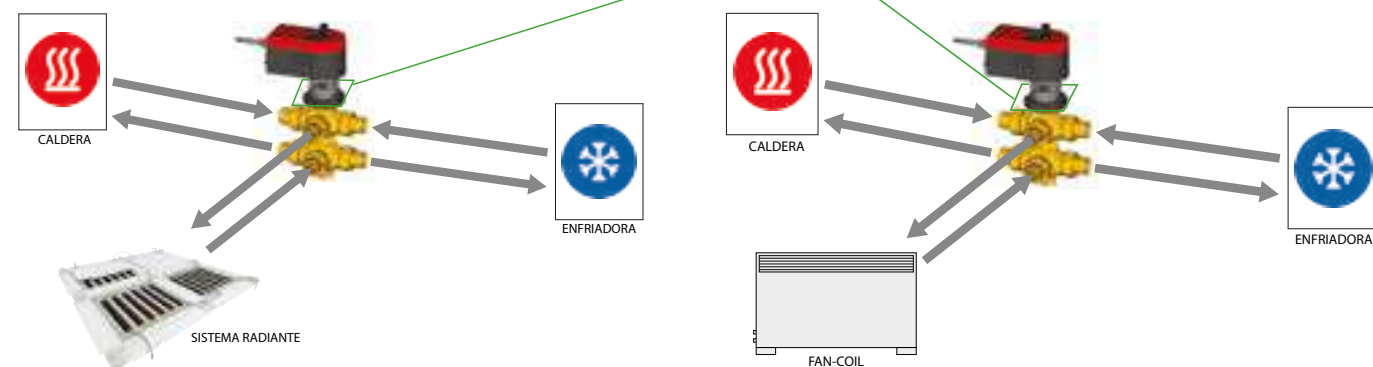 CALDERA
ENFRIADORA
SISTEMA RADIANTE
CALDERA
ENFRIADORA
FAN-COIL